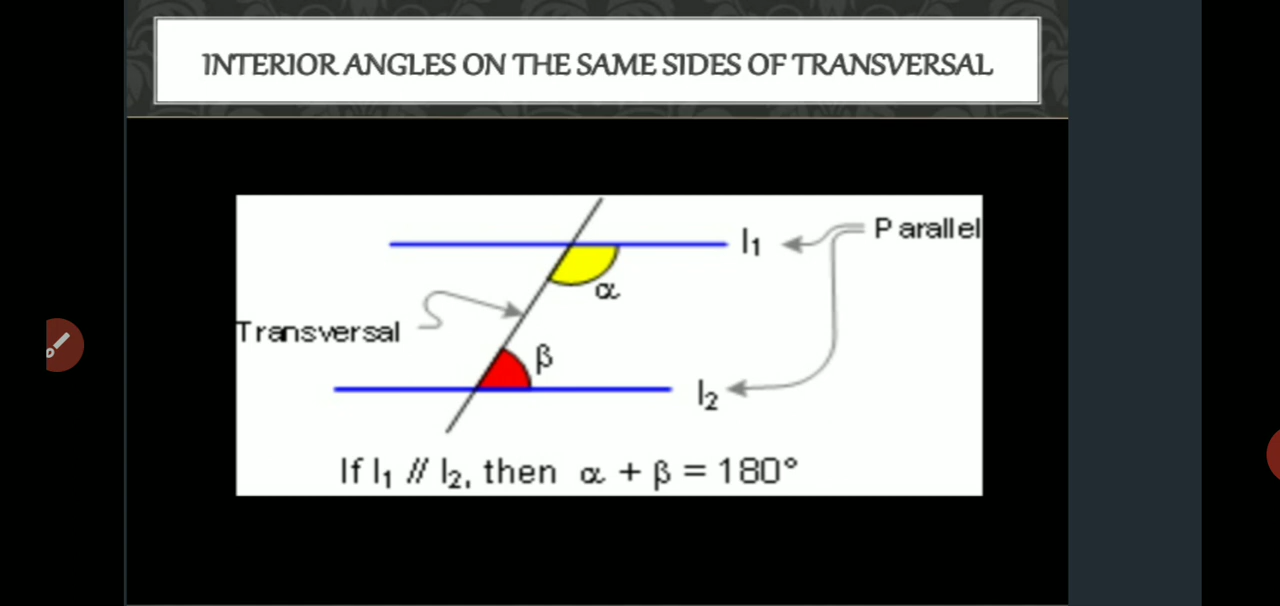 INTERIOR ANGLES ON THE SAME SIDES OF TRANSVERSAL
Parallel
l₁
α
Transversal
β
l₂
If l₁ // l₂, then α + β = 180°